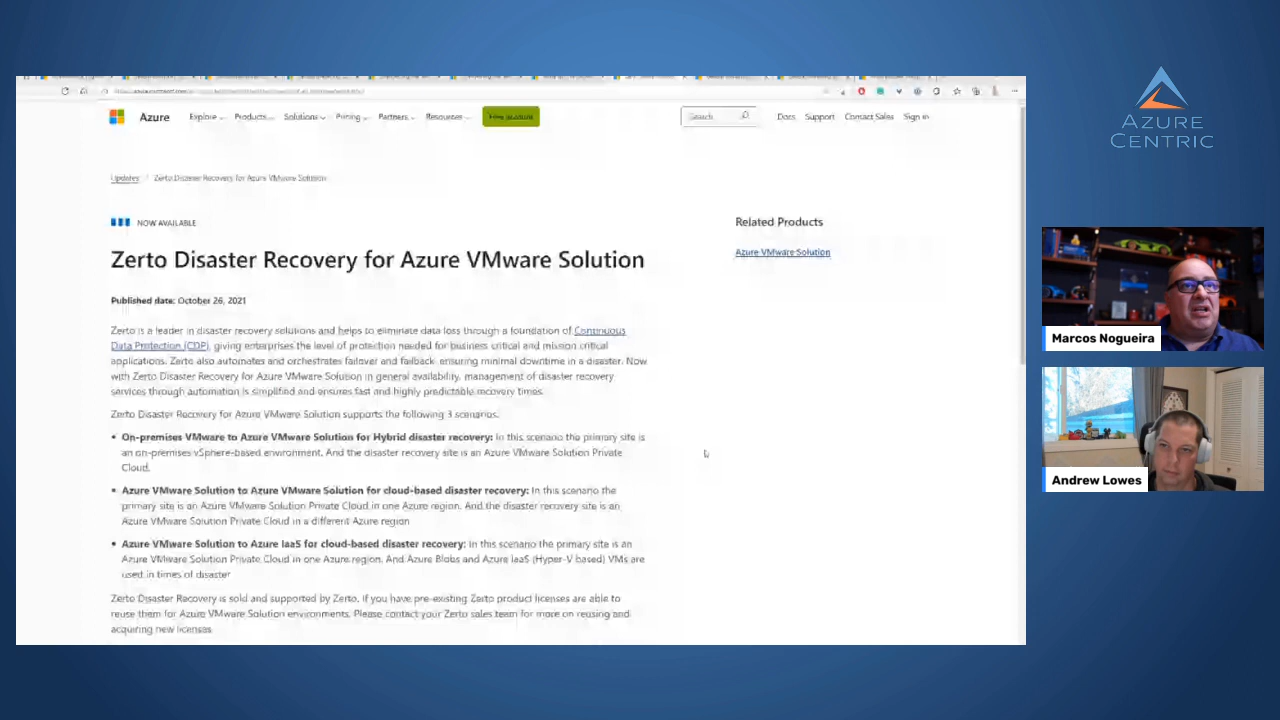 Azure
Explore
Products
Solutions
Pricing
Partners
Resources
Free account
Search
Docs
Support
Contact Sales
Sign in
Updates / Zerto Disaster Recovery for Azure VMware Solution
NOW AVAILABLE
Zerto Disaster Recovery for Azure VMware Solution
Published date: October 26, 2021
Zerto is a leader in disaster recovery solutions and helps to eliminate data loss through a foundation of Continuous
Data Protection (CDP), giving enterprises the level of protection needed for business critical and mission critical
applications. Zerto also automates and orchestrates failover and failback, ensuring minimal downtime in a disaster. Now
with Zerto Disaster Recovery for Azure VMware Solution in general availability, management of disaster recovery
services through automation is simplified and ensures fast and highly predictable recovery times.
Zerto Disaster Recovery for Azure VMware Solution supports the following 3 scenarios.
• On-premises VMware to Azure VMware Solution for Hybrid disaster recovery: In this scenario the primary site is
an on-premises vSphere-based environment. And the disaster recovery site is an Azure VMware Solution Private
Cloud.
• Azure VMware Solution to Azure VMware Solution for cloud-based disaster recovery: In this scenario the
primary site is an Azure VMware Solution Private Cloud in one Azure region. And the disaster recovery site is an
Azure VMware Solution Private Cloud in a different Azure region
• Azure VMware Solution to Azure IaaS for cloud-based disaster recovery: In this scenario the primary site is an
Azure VMware Solution Private Cloud in one Azure region. And Azure Blobs and Azure IaaS (Hyper-V based) VMs are
used in times of disaster
Zerto Disaster Recovery is sold and supported by Zerto. If you have pre-existing Zerto product licenses are able to
reuse them for Azure VMware Solution environments. Please contact your Zerto sales team for more on reusing and
acquiring new licenses.
Related Products
Azure VMware Solution
AZURE
CENTRIC
Marcos Nogueira
Andrew Lowes